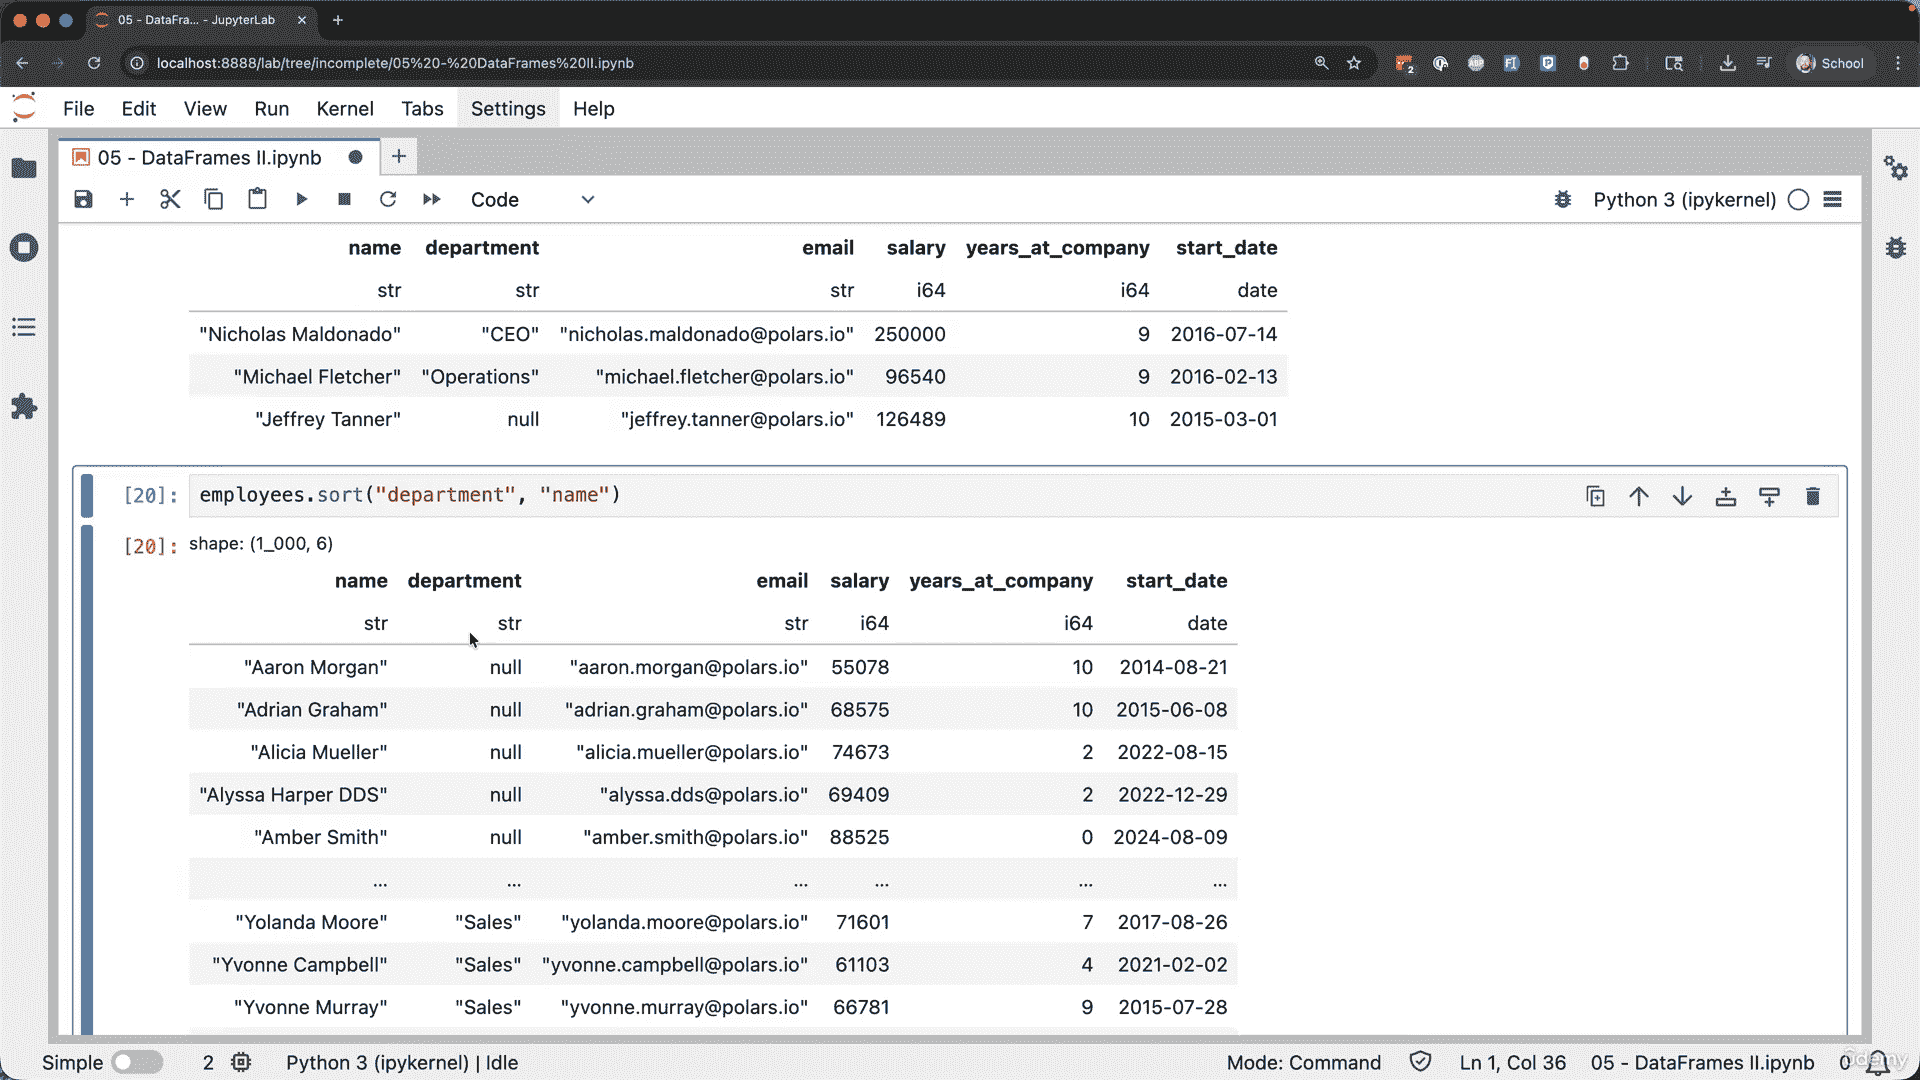 05 - DataFra... - JupyterLab
localhost:8888/lab/tree/incomplete/05%20-%20DataFrames%20II.ipynb
2
ABP
School
File Edit View Run Kernel Tabs Settings Help
05 - DataFrames II.ipynb
Code
Python 3 (ipykernel)
name department email salary years_at_company start_date
str str str i64 i64 date
"Nicholas Maldonado" "CEO" "nicholas.maldonado@polars.io" 250000 9 2016-07-14
"Michael Fletcher" "Operations" "michael.fletcher@polars.io" 96540 9 2016-02-13
"Jeffrey Tanner" null "jeffrey.tanner@polars.io" 126489 10 2015-03-01
[20]: employees.sort("department", "name")
[20]: shape: (1_000, 6)
name department email salary years_at_company start_date
str str str i64 i64 date
"Aaron Morgan" null "aaron.morgan@polars.io" 55078 10 2014-08-21
"Adrian Graham" null "adrian.graham@polars.io" 68575 10 2015-06-08
"Alicia Mueller" null "alicia.mueller@polars.io" 74673 2 2022-08-15
"Alyssa Harper DDS" null "alyssa.dds@polars.io" 69409 2 2022-12-29
"Amber Smith" null "amber.smith@polars.io" 88525 0 2024-08-09
... ... ... ... ... ...
"Yolanda Moore" "Sales" "yolanda.moore@polars.io" 71601 7 2017-08-26
"Yvonne Campbell" "Sales" "yvonne.campbell@polars.io" 61103 4 2021-02-02
"Yvonne Murray" "Sales" "yvonne.murray@polars.io" 66781 9 2015-07-28
Simple 2 Python 3 (ipykernel) | Idle Mode: Command Ln 1, Col 36 05 - DataFrames II.ipynb 0
Udemy